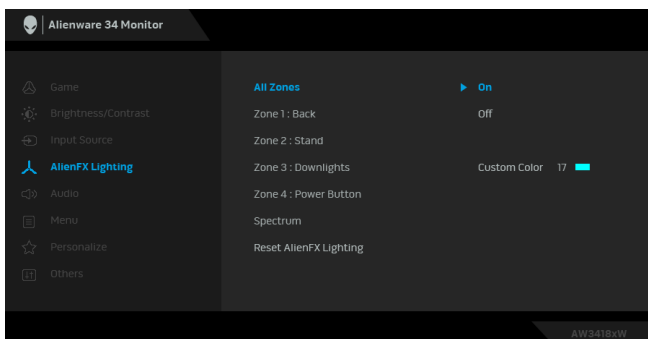 Alienware 34 Monitor
Game
All Zones
On
Brightness/Contrast
Zone 1 : Back
Off
Input Source
Zone 2 : Stand
AlienFX Lighting
Zone 3 : Downlights
Custom Color 17
Audio
Zone 4 : Power Button
Menu
Spectrum
Personalize
Reset AlienFX Lighting
Others
AW3418xW